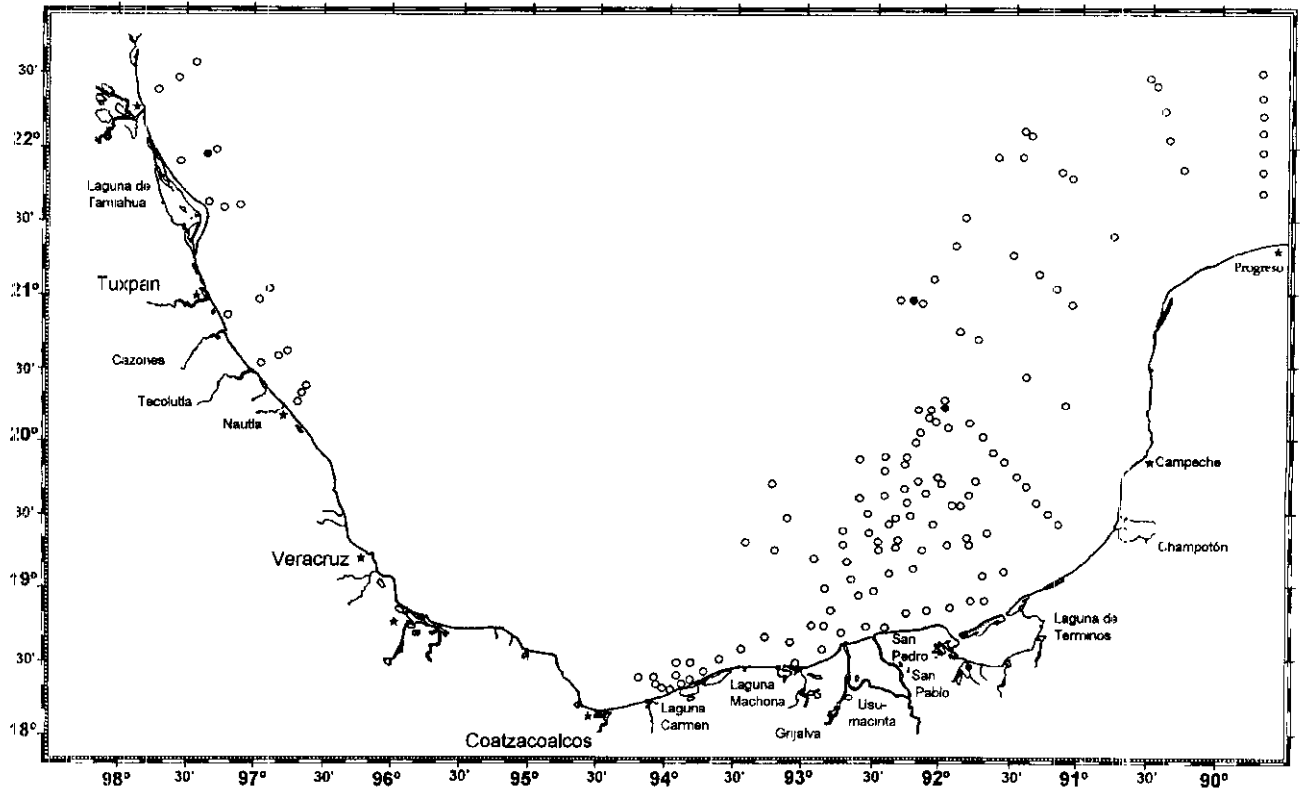 30'
22°
Laguna de
Tamiahua
30'
Tuxpan
21°
Progreso
Cazones
30'
Tecolutla
Nautla
20°
Campeche
30'
Champotón
Veracruz
19°
Laguna de
Terminos
San
Pedro
30'
San
Pablo
Laguna
Machona
Laguna
Carmen
Usu-
macinta
18°
Grijalva
Coatzacoalcos
98° 30' 97° 30' 96° 30' 95° 30' 94° 30' 93° 30' 92° 30' 91° 30' 90°